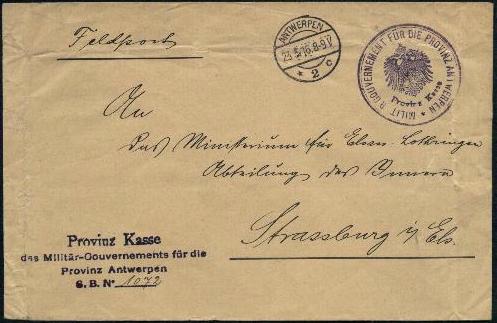 Feldpost
ANTWERPEN
23.5.16.8-9V
* 2 c
MILITÄR GOUVERNEMENT FÜR DIE PROVINZ ANTWERPEN *
Provinz Kasse
An
das Ministerium für Elsass-Lothringen
Abteilung des Innern
Strassburg i/Els.
Provinz Kasse
des Militär-Gouvernements für die
Provinz Antwerpen
G. B. No 1072